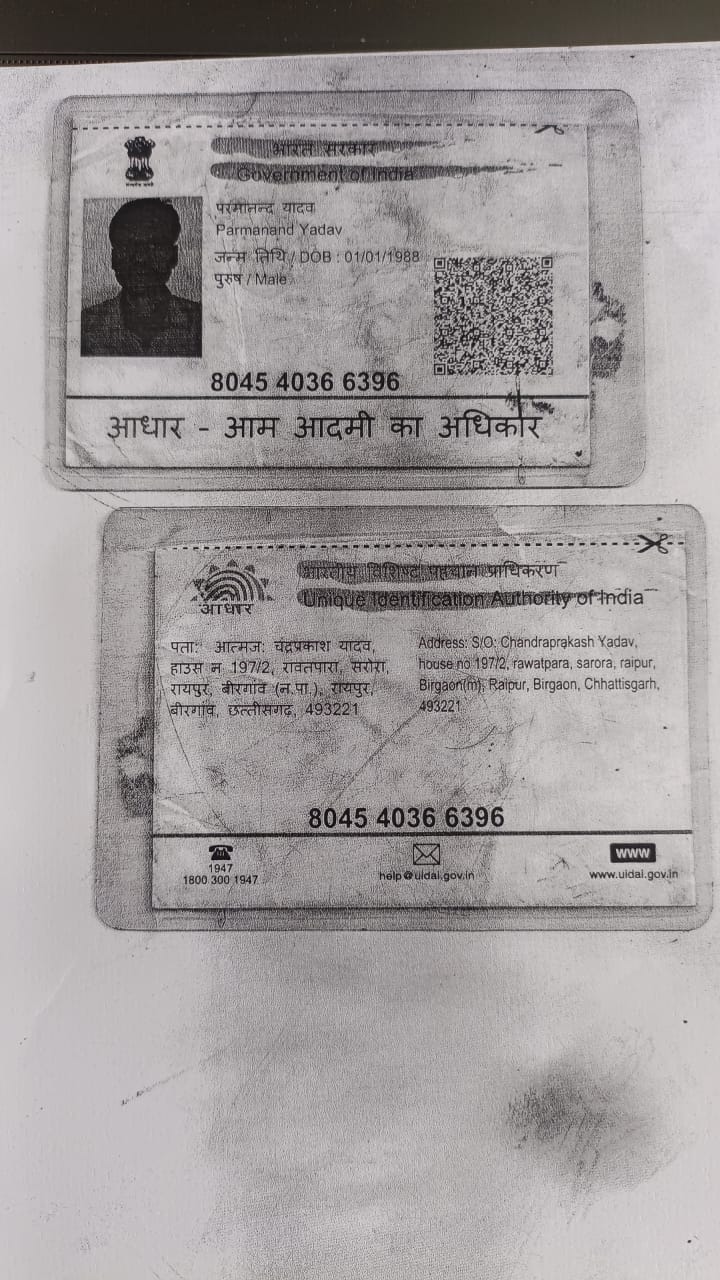 भारत सरकार
Government of India
परमानन्द यादव
Parmanand Yadav
जन्म तिथि / DOB : 01/01/1988
पुरुष / Male
8045 4036 6396
आधार - आम आदमी का अधिकार
भारतीय विशिष्ट पहचान प्राधिकरण
Unique Identification Authority of India
आधार
पता: आत्मज: चंद्रप्रकाश यादव,
हाउस न 197/2, रावतपारा, सरोरा,
रायपुर, बीरगांव (न.पा.), रायपुर,
बीरगांव, छत्तीसगढ़, 493221
Address: S/O: Chandraprakash Yadav,
house no 197/2, rawatpara, sarora, raipur,
Birgaon(m), Raipur, Birgaon, Chhattisgarh,
493221
8045 4036 6396
1947
1800 300 1947
help@uidai.gov.in
www
www.uidai.gov.in